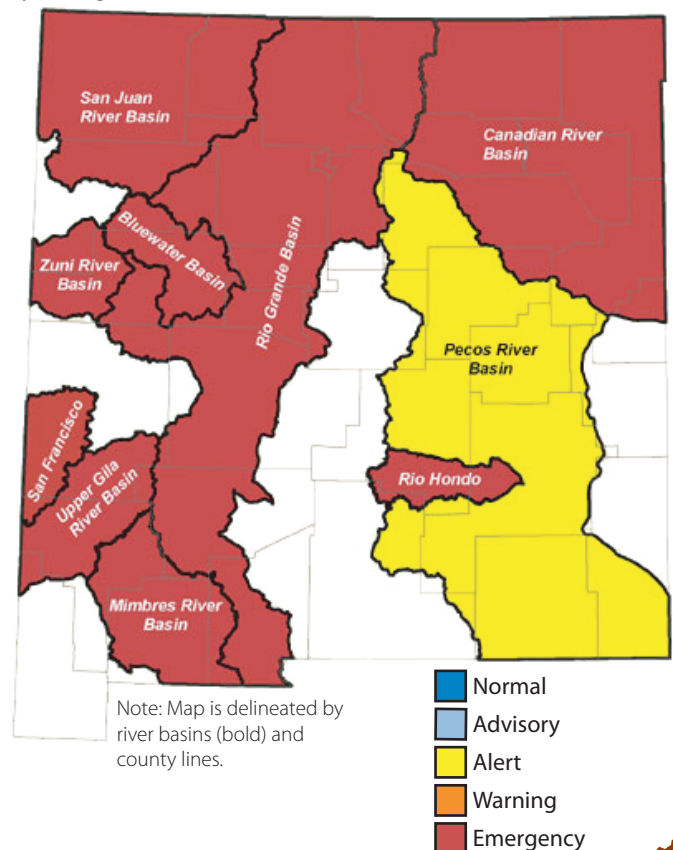 San Juan
River Basin
Canadian River
Basin
Bluewater Basin
Zuni River
Basin
Rio Grande Basin
Pecos River
Basin
San Francisco
Upper Gila
River Basin
Rio Hondo
Mimbres River
Basin
Note: Map is delineated by
river basins (bold) and
county lines.
Normal
Advisory
Alert
Warning
Emergency